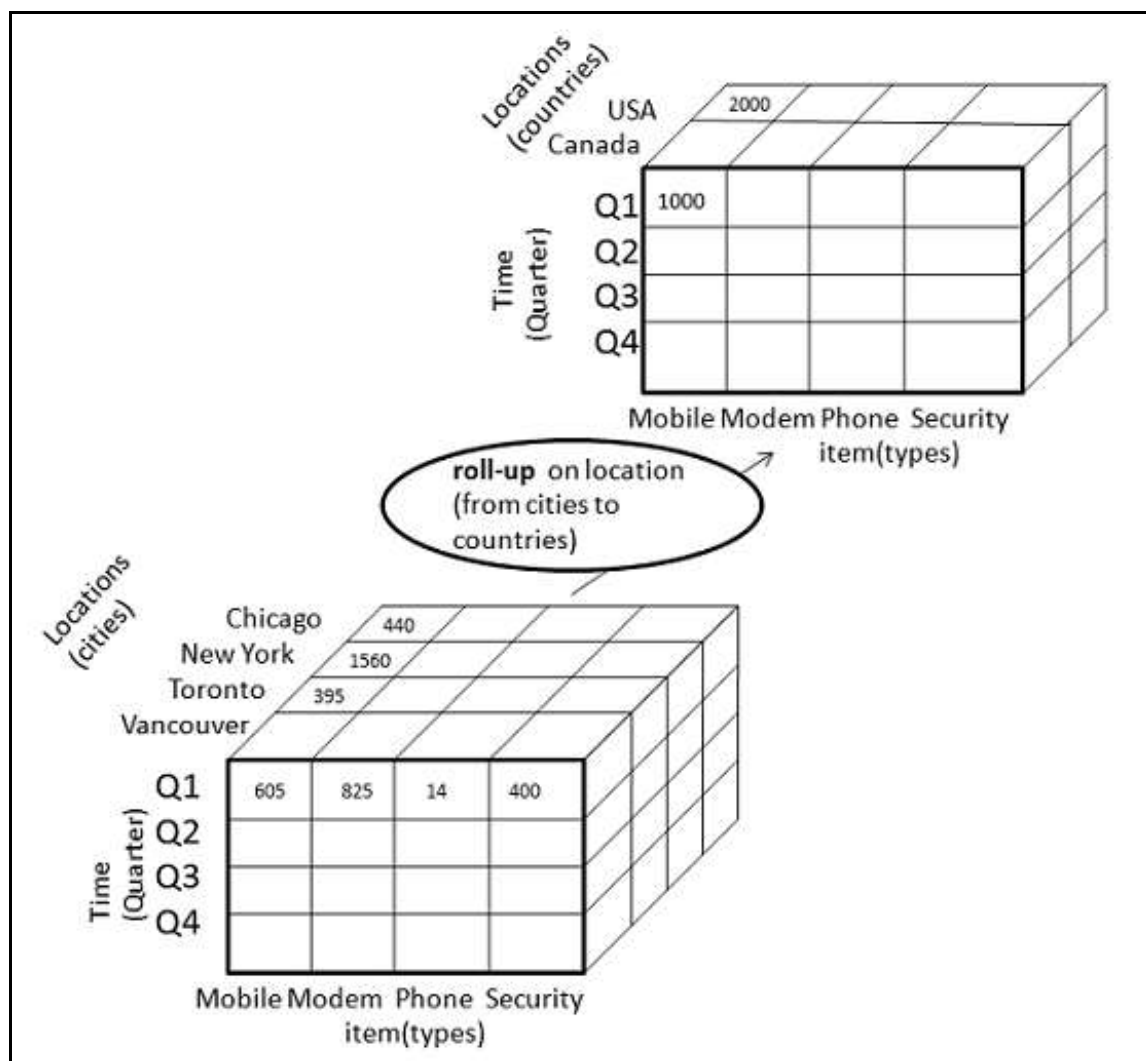 Locations
(countries)
USA
2000
Canada
Time
(Quarter)
Q1
1000
Q2
Q3
Q4
Mobile Modem Phone Security
item(types)
roll-up on location
(from cities to
countries)
Locations
(cities)
Chicago
440
New York
1560
Toronto
395
Vancouver
Time
(Quarter)
Q1
605 825 14 400
Q2
Q3
Q4
Mobile Modem Phone Security
item(types)